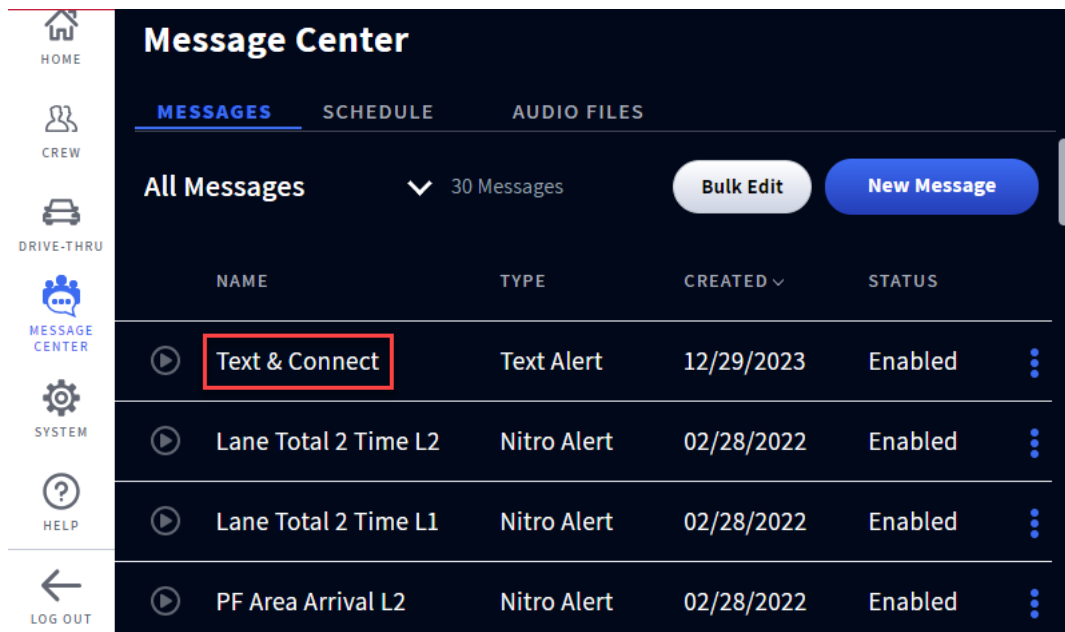 HOME
CREW
DRIVE-THRU
MESSAGE
CENTER
SYSTEM
HELP
LOG OUT
Message Center
MESSAGES SCHEDULE AUDIO FILES
All Messages 30 Messages Bulk Edit New Message
NAME TYPE CREATED STATUS
Text & Connect Text Alert 12/29/2023 Enabled
Lane Total 2 Time L2 Nitro Alert 02/28/2022 Enabled
Lane Total 2 Time L1 Nitro Alert 02/28/2022 Enabled
PF Area Arrival L2 Nitro Alert 02/28/2022 Enabled